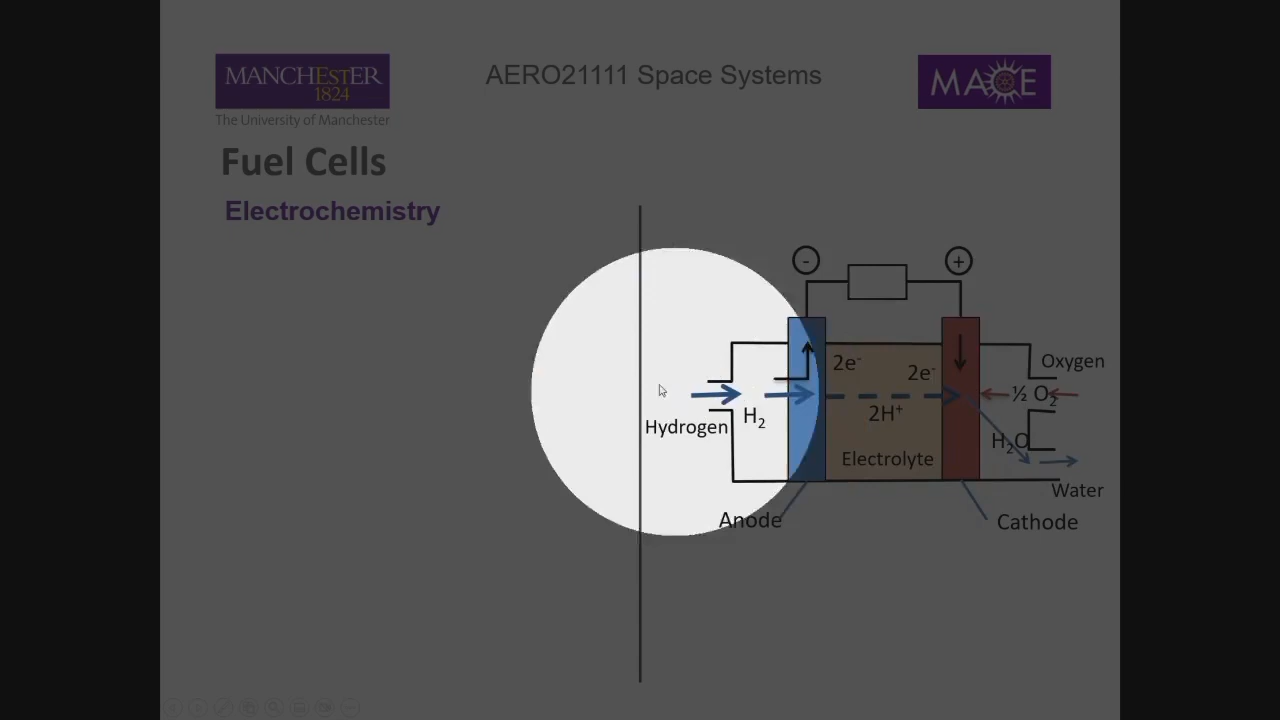 MANCHESTER
1824
The University of Manchester
AERO21111 Space Systems
MACE
Fuel Cells
Electrochemistry
- +
2e-
2e-
Oxygen
½ O2
H2
2H+
Hydrogen
H2O
Electrolyte
Water
Anode
Cathode